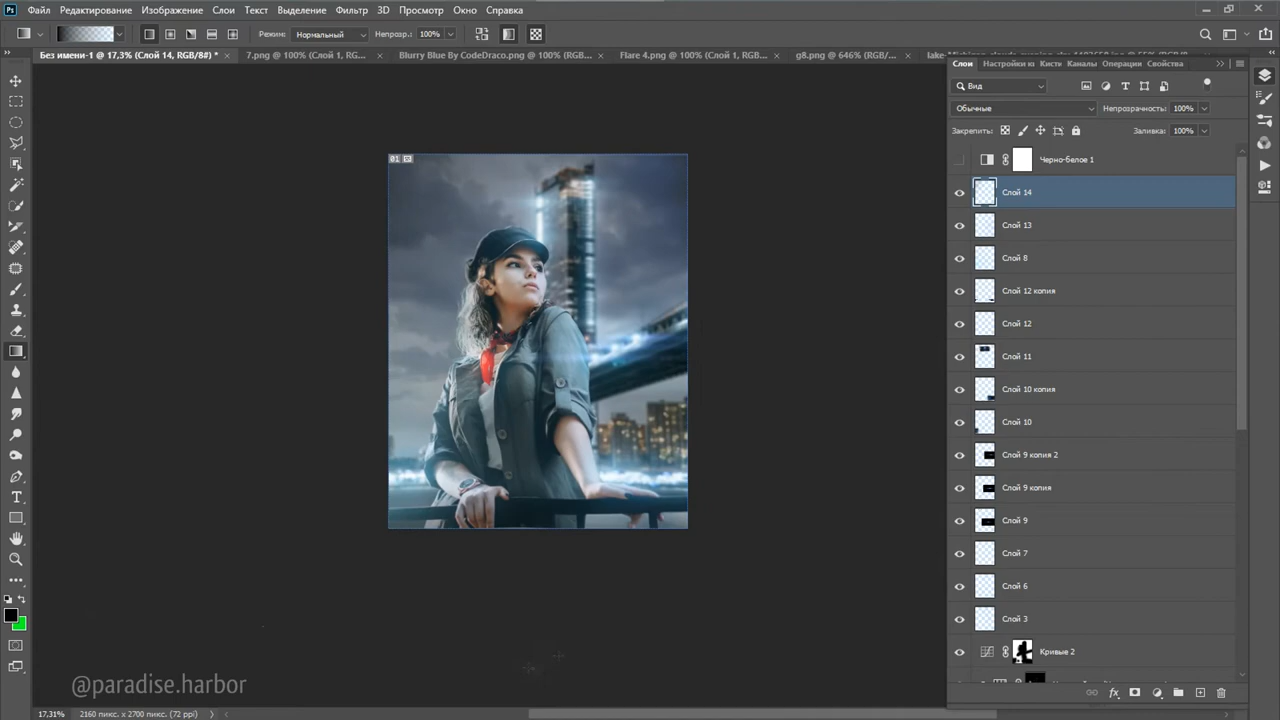 Ps Файл Редактирование Изображение Слои Текст Выделение Фильтр 3D Просмотр Окно Справка
Режим: Нормальный Непрозр.: 100%
Без имени-1 @ 17,3% (Слой 14, RGB/8#) * × 7.png @ 100% (Слой 1, RG... × Blurry Blue By CodeDraco.png @ 100% (RGB... × Flare 4.png @ 100% (Слой 1, RGB... × g8.png @ 646% (RGB/... ×
Слои Настройки кı Кисти Каналы Операции Свойства
Вид
Обычные Непрозрачность: 100%
Закрепить: Заливка: 100%
Черно-белое 1
Слой 14
Слой 13
Слой 8
Слой 12 копия
Слой 12
Слой 11
Слой 10 копия
Слой 10
Слой 9 копия 2
Слой 9 копия
Слой 9
Слой 7
Слой 6
Слой 3
Кривые 2
01
@paradise.harbor
17,31% 2160 пикс. x 2700 пикс. (72 ppi)